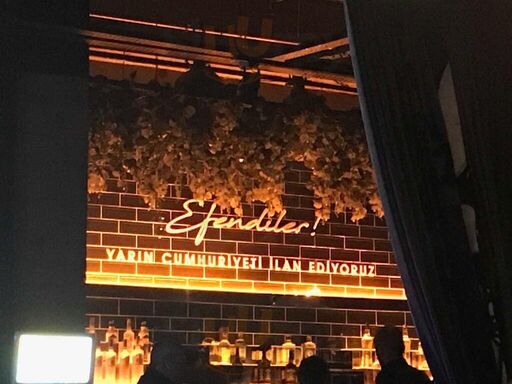 Efendiler!
YARIN CUMHURİYETİ İLAN EDİYORUZ